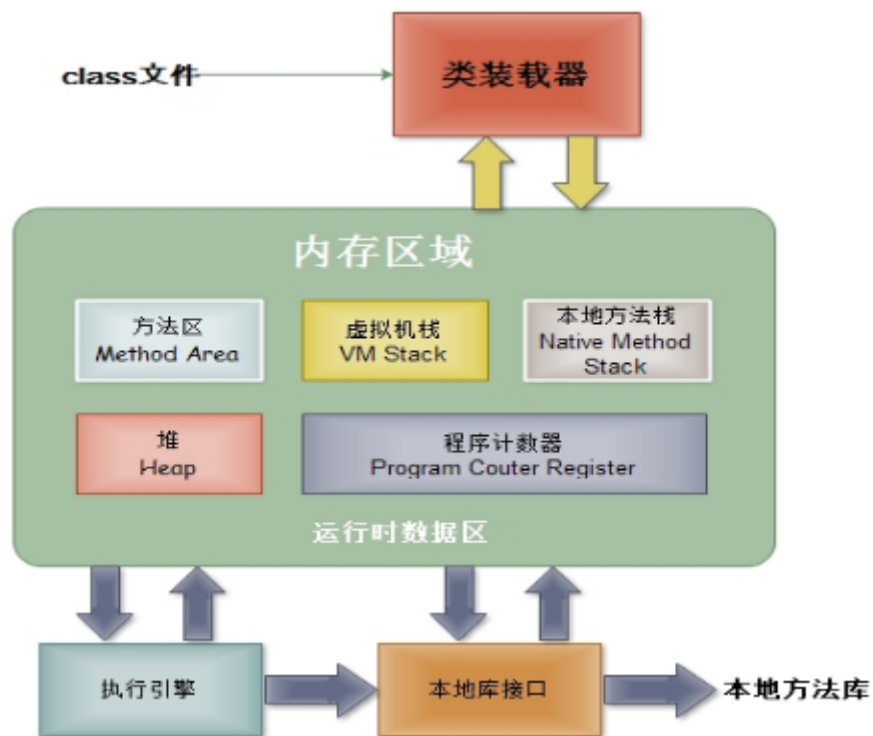 class文件
类装载器
内存区域
方法区
Method Area
虚拟机栈
VM Stack
本地方法栈
Native Method
Stack
堆
Heap
程序计数器
Program Couter Register
运行时数据区
执行引擎
本地库接口
本地方法库